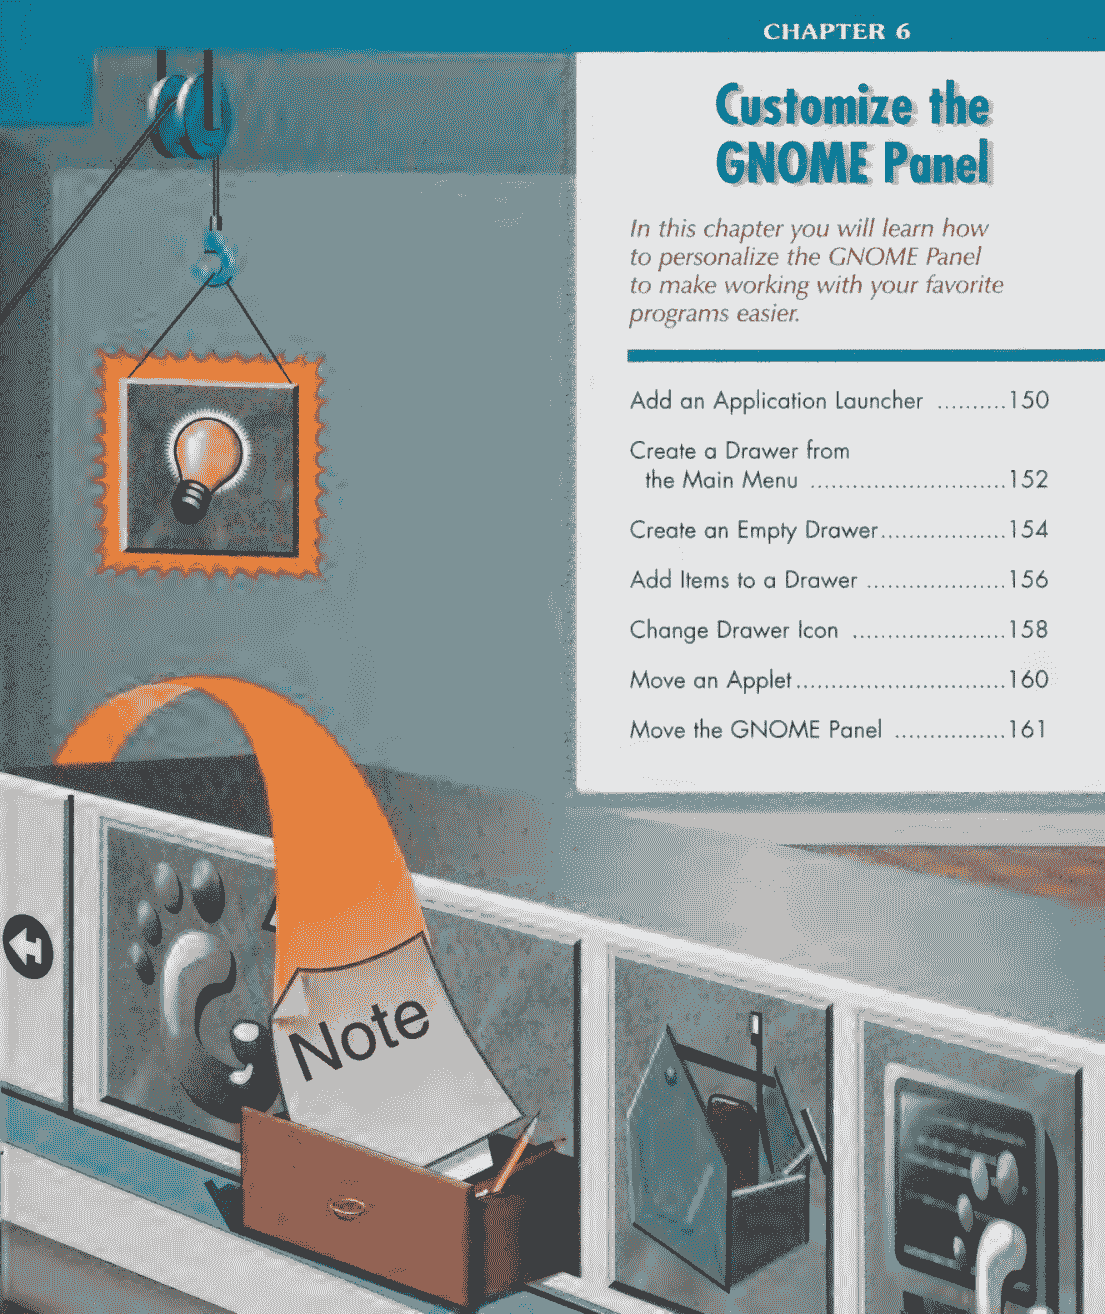 CHAPTER 6
Customize the
GNOME Panel
In this chapter you will learn how
to personalize the GNOME Panel
to make working with your favorite
programs easier.
Add an Application Launcher ..........150
Create a Drawer from
the Main Menu ............................152
Create an Empty Drawer..................154
Add Items to a Drawer ....................156
Change Drawer Icon ......................158
Move an Applet..............................160
Move the GNOME Panel ................161
Note